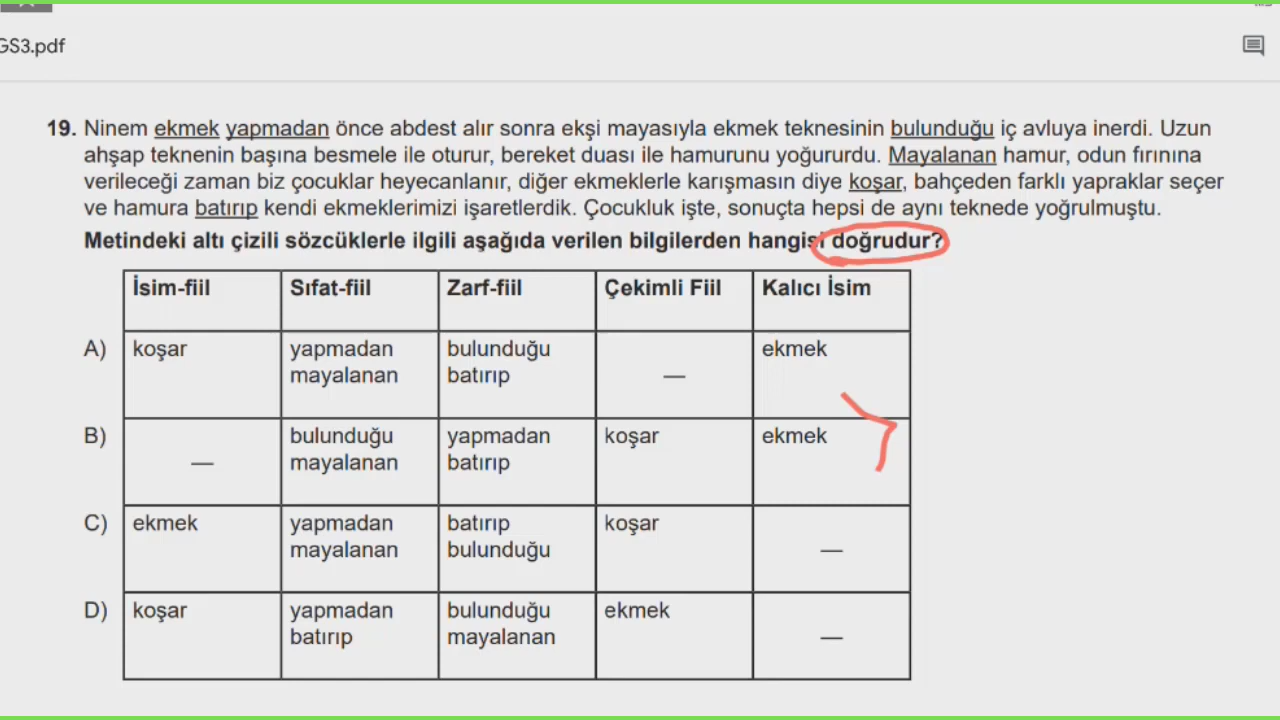 GS3.pdf
19. Ninem ekmek yapmadan önce abdest alır sonra ekşi mayasıyla ekmek teknesinin bulunduğu iç avluya inerdi. Uzun
ahşap teknenin başına besmele ile oturur, bereket duası ile hamurunu yoğururdu. Mayalanan hamur, odun fırınına
verileceği zaman biz çocuklar heyecanlanır, diğer ekmeklerle karışmasın diye koşar, bahçeden farklı yapraklar seçer
ve hamura batırıp kendi ekmeklerimizi işaretlerdik. Çocukluk işte, sonuçta hepsi de aynı teknede yoğrulmuştu.
Metindeki altı çizili sözcüklerle ilgili aşağıda verilen bilgilerden hangisi doğrudur?
İsim-fiil Sıfat-fiil Zarf-fiil Çekimli Fiil Kalıcı İsim
A) koşar yapmadan bulunduğu ekmek
mayalanan batırıp —
B) bulunduğu yapmadan koşar ekmek
— mayalanan batırıp
C) ekmek yapmadan batırıp koşar
mayalanan bulunduğu —
D) koşar yapmadan bulunduğu ekmek
batırıp mayalanan —